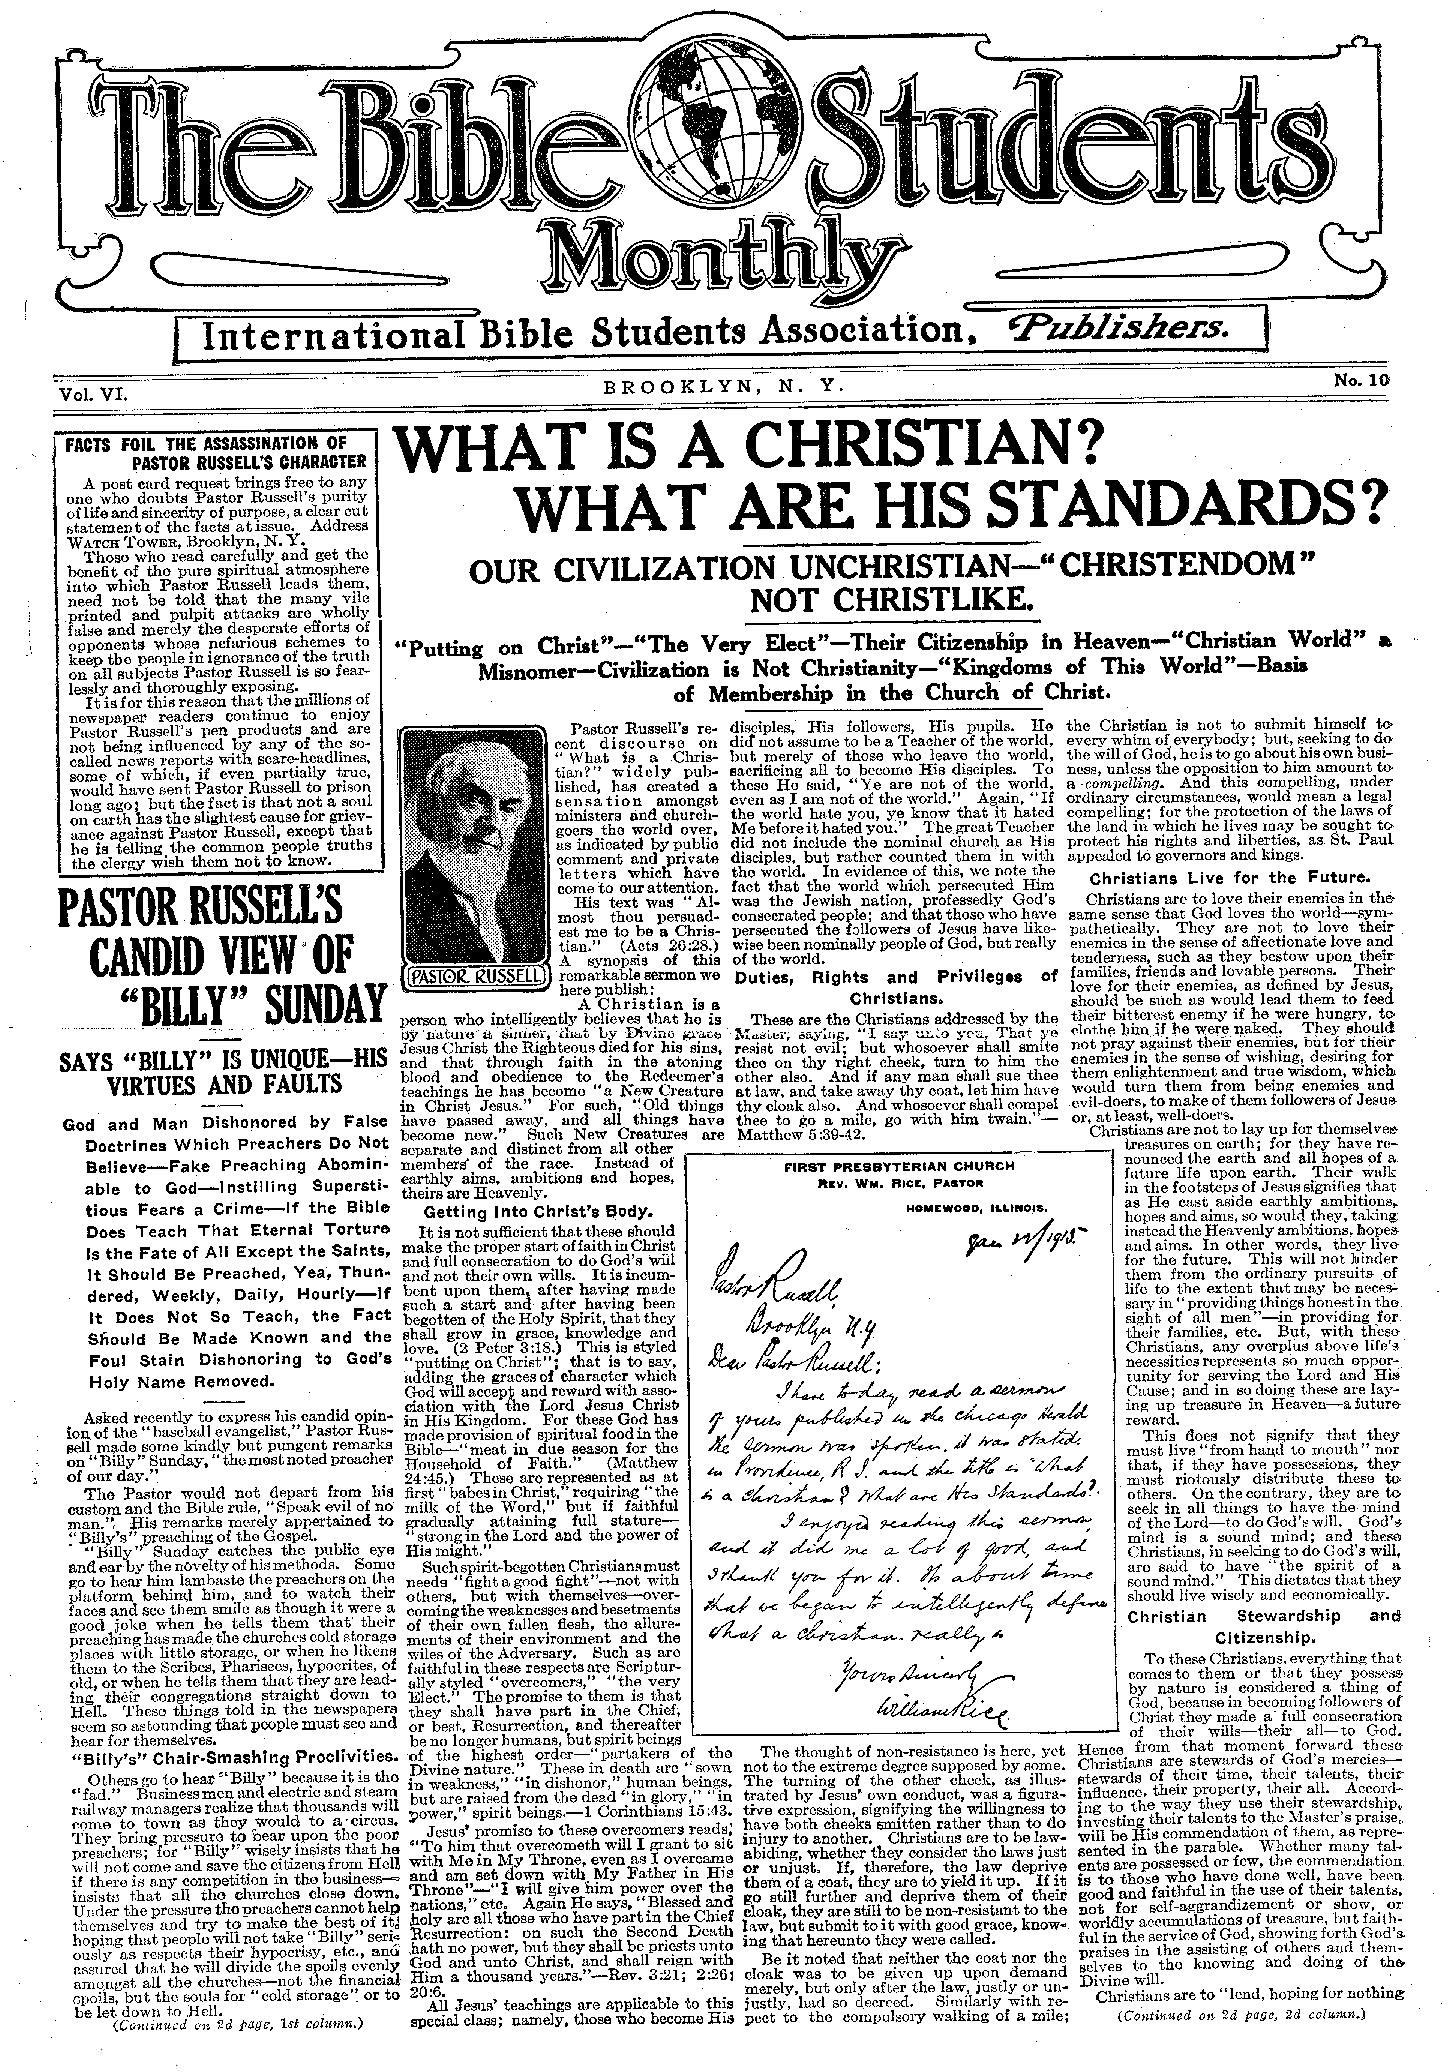 The Bible Students
Monthly
International Bible Students Association, Publishers.
Vol. VI.
BROOKLYN, N. Y.
No. 10
FACTS FOIL THE ASSASSINATION OF
PASTOR RUSSELL'S CHARACTER
A post card request brings free to any
one who doubts Pastor Russell's purity
of life and sincerity of purpose, a clear cut
statement of the facts at issue. Address
WATCH TOWER, Brooklyn, N. Y.
Those who read carefully and get the
benefit of the pure spiritual atmosphere
into which Pastor Russell leads them,
need not be told that the many vile
printed and pulpit attacks are wholly
false and merely the desperate efforts of
opponents whose nefarious schemes to
keep the people in ignorance of the truth
on all subjects Pastor Russell is so fear-
lessly and thoroughly exposing.
It is for this reason that the millions of
newspaper readers continue to enjoy
Pastor Russell's pen products and are
not being influenced by any of the so-
called news reports with scare-headlines,
some of which, if even partially true,
would have sent Pastor Russell to prison
long ago; but the fact is that not a soul
on earth has the slightest cause for griev-
ance against Pastor Russell, except that
he is telling the common people truths
the clergy wish them not to know.
PASTOR RUSSELL'S
CANDID VIEW OF
"BILLY" SUNDAY
SAYS "BILLY" IS UNIQUE—HIS
VIRTUES AND FAULTS
God and Man Dishonored by False
Doctrines Which Preachers Do Not
Believe—Fake Preaching Abomin-
able to God—Instilling Supersti-
tious Fears a Crime—If the Bible
Does Teach That Eternal Torture
Is the Fate of All Except the Saints,
It Should Be Preached, Yea, Thun-
dered, Weekly, Daily, Hourly—If
It Does Not So Teach, the Fact
Should Be Made Known and the
Foul Stain Dishonoring to God's
Holy Name Removed.
Asked recently to express his candid opin-
ion of the "baseball evangelist," Pastor Rus-
sell made some kindly but pungent remarks
on "Billy" Sunday, "the most noted preacher
of our day."
The Pastor would not depart from his
custom and the Bible rule, "Speak evil of no
man." His remarks merely appertained to
"Billy's" preaching of the Gospel.
"Billy" Sunday catches the public eye
and ear by the novelty of his methods. Some
go to hear him lambaste the preachers on the
platform behind him, and to watch their
faces and see them smile as though it were a
good joke when he tells them that their
preaching has made the churches cold storage
places with little storage, or when he likens
them to the Scribes, Pharisees, hypocrites, of
old, or when he tells them that they are lead-
ing their congregations straight down to
Hell. These things told in the newspapers
seem so astounding that people must see and
hear for themselves.
"Billy's" Chair-Smashing Proclivities.
Others go to hear "Billy" because it is the
"fad." Business men and electric and steam
railway managers realize that thousands will
come to town as they would to a circus.
They bring pressure to bear upon the poor
preachers; for "Billy" wisely insists that he
will not come and save the citizens from Hell
if there is any competition in the business—
insists that all the churches close down.
Under the pressure the preachers cannot help
themselves and try to make the best of it,
hoping that people will not take "Billy" seri-
ously as respects their hypocrisy, etc., and
assured that he will divide the spoils evenly
amongst all the churches—not the financial
spoils, but the souls for "cold storage" or to
be let down to Hell.
(Continued on 2d page, 1st column.)
WHAT IS A CHRISTIAN?
WHAT ARE HIS STANDARDS?
OUR CIVILIZATION UNCHRISTIAN—"CHRISTENDOM"
NOT CHRISTLIKE.
"Putting on Christ"—"The Very Elect"—Their Citizenship in Heaven—"Christian World" a
Misnomer—Civilization is Not Christianity—"Kingdoms of This World"—Basis
of Membership in the Church of Christ.
PASTOR RUSSELL
Pastor Russell's re-
cent discourse on
"What is a Chris-
tian?" widely pub-
lished, has created a
sensation amongst
ministers and church-
goers the world over,
as indicated by public
comment and private
letters which have
come to our attention.
His text was "Al-
most thou persuad-
est me to be a Chris-
tian." (Acts 26:28.)
A synopsis of this
remarkable sermon we
here publish:
A Christian is a
person who intelligently believes that he is
by nature a sinner, that by Divine grace
Jesus Christ the Righteous died for his sins,
and that through faith in the atoning
blood and obedience to the Redeemer's
teachings he has become "a New Creature
in Christ Jesus." For such, "Old things
have passed away, and all things have
become new." Such New Creatures are
separate and distinct from all other
members of the race. Instead of
earthly aims, ambitions and hopes,
theirs are Heavenly.
Getting Into Christ's Body.
It is not sufficient that these should
make the proper start of faith in Christ
and full consecration to do God's will
and not their own wills. It is incum-
bent upon them, after having made
such a start and after having been
begotten of the Holy Spirit, that they
shall grow in grace, knowledge and
love. (2 Peter 3:18.) This is styled
"putting on Christ"; that is to say,
adding the graces of character which
God will accept and reward with asso-
ciation with the Lord Jesus Christ
in His Kingdom. For these God has
made provision of spiritual food in the
Bible—"meat in due season for the
Household of Faith." (Matthew
24:45.) These are represented as at
first "babes in Christ," requiring "the
milk of the Word," but if faithful
gradually attaining full stature—
"strong in the Lord and the power of
His might."
Such spirit-begotten Christians must
needs "fight a good fight"—not with
others, but with themselves—over-
coming the weaknesses and besetments
of their own fallen flesh, the allure-
ments of their environment and the
wiles of the Adversary. Such as are
faithful in these respects are Scriptur-
ally styled "overcomers," "the very
Elect." The promise to them is that
they shall have part in the Chief,
or best, Resurrection, and thereafter
be no longer humans, but spirit beings
of the highest order—"partakers of the
Divine nature." These in death are "sown
in weakness," "in dishonor," human beings,
but are raised from the dead "in glory," "in
power," spirit beings.—1 Corinthians 15:43.
Jesus' promise to these overcomers reads,
"To him that overcometh will I grant to sit
with Me in My Throne, even as I overcame
and am set down with My Father in His
Throne"—"I will give him power over the
nations," etc. Again He says, "Blessed and
holy are all those who have part in the Chief
Resurrection: on such the Second Death
hath no power, but they shall be priests unto
God and unto Christ, and shall reign with
Him a thousand years."—Rev. 3:21; 2:26;
20:6.
All Jesus' teachings are applicable to this
special class; namely, those who become His
disciples, His followers, His pupils. He
did not assume to be a Teacher of the world,
but merely of those who leave the world,
sacrificing all to become His disciples. To
these He said, "Ye are not of the world,
even as I am not of the world." Again, "If
the world hate you, ye know that it hated
Me before it hated you." The great Teacher
did not include the nominal church as His
disciples, but rather counted them in with
the world. In evidence of this, we note the
fact that the world which persecuted Him
was the Jewish nation, professedly God's
consecrated people; and that those who have
persecuted the followers of Jesus have like-
wise been nominally people of God, but really
of the world.
Duties, Rights and Privileges of
Christians.
These are the Christians addressed by the
Master, saying, "I say unto you, That ye
resist not evil; but whosoever shall smite
thee on thy right cheek, turn to him the
other also. And if any man shall sue thee
at law, and take away thy coat, let him have
thy cloak also. And whosoever shall compel
thee to go a mile, go with him twain."—
Matthew 5:39-42.
FIRST PRESBYTERIAN CHURCH
REV. WM. RICE, PASTOR
HOMEWOOD, ILLINOIS.
Jan /1915
Pastor Russell,
Brooklyn N.Y
Dear Pastor Russell;
I have to-day read a sermon
of yours published in the Chicago Herald
the sermon was spoken, it was stated.
in Providence, R I. and the title is "What
is a Christian? What are His Standards?"
I enjoyed reading this sermon,
and it did me a lot of good, and
I thank you for it. Its about time
that we began to intelligently define
what a Christian really is
Yours Sincerely
William Rice
The thought of non-resistance is here, yet
not to the extreme degree supposed by some.
The turning of the other cheek, as illus-
trated by Jesus' own conduct, was a figura-
tive expression, signifying the willingness to
have both cheeks smitten rather than to do
injury to another. Christians are to be law-
abiding, whether they consider the laws just
or unjust. If, therefore, the law deprive
them of a coat, they are to yield it up. If it
go still further and deprive them of their
cloak, they are still to be non-resistant to the
law, but submit to it with good grace, know-
ing that hereunto they were called.
Be it noted that neither the coat nor the
cloak was to be given up upon demand
merely, but only after the law, justly or un-
justly, had so decreed. Similarly with re-
spect to the compulsory walking of a mile;
the Christian is not to submit himself to
every whim of everybody; but, seeking to do
the will of God, he is to go about his own busi-
ness, unless the opposition to him amount to
a compelling. And this compelling, under
ordinary circumstances, would mean a legal
compelling; for the protection of the laws of
the land in which he lives may be sought to
protect his rights and liberties, as St. Paul
appealed to governors and kings.
Christians Live for the Future.
Christians are to love their enemies in the
same sense that God loves the world—sym-
pathetically. They are not to love their
enemies in the sense of affectionate love and
tenderness, such as they bestow upon their
families, friends and lovable persons. Their
love for their enemies, as defined by Jesus,
should be such as would lead them to feed
their bitterest enemy if he were hungry, to
clothe him if he were naked. They should
not pray against their enemies, but for their
enemies in the sense of wishing, desiring for
them enlightenment and true wisdom, which
would turn them from being enemies and
evil-doers, to make of them followers of Jesus
or, at least, well-doers.
Christians are not to lay up for themselves
treasures on earth; for they have re-
nounced the earth and all hopes of a
future life upon earth. Their walk
in the footsteps of Jesus signifies that
as He cast aside earthly ambitions,
hopes and aims, so would they, taking
instead the Heavenly ambitions, hopes
and aims. In other words, they live
for the future. This will not hinder
them from the ordinary pursuits of
life to the extent that may be neces-
sary in "providing things honest in the
sight of all men"—in providing for
their families, etc. But, with these
Christians, any overplus above life's
necessities represents so much oppor-
tunity for serving the Lord and His
Cause; and in so doing these are lay-
ing up treasure in Heaven—a future
reward.
This does not signify that they
must live "from hand to mouth" nor
that, if they have possessions, they
must riotously distribute these to
others. On the contrary, they are to
seek in all things to have the mind
of the Lord—to do God's will. God's
mind is a sound mind; and these
Christians, in seeking to do God's will,
are said to have "the spirit of a
sound mind." This dictates that they
should live wisely and economically.
Christian Stewardship and
Citizenship.
To these Christians, everything that
comes to them or that they possess
by nature is considered a thing of
God, because in becoming followers of
Christ they made a full consecration
of their wills—their all—to God.
Hence from that moment forward these
Christians are stewards of God's mercies—
stewards of their time, their talents, their
influence, their property, their all. Accord-
ing to the way they use their stewardship,
investing their talents to the Master's praise,
will be His commendation of them, as repre-
sented in the parable. Whether many tal-
ents are possessed or few, the commendation
is to those who have done well, have been
good and faithful in the use of their talents,
not for self-aggrandizement or show, or
worldly accumulations of treasure, but faith-
ful in the service of God, showing forth God's
praises in the assisting of others and them-
selves to the knowing and doing of the
Divine will.
Christians are to "lend, hoping for nothing
(Continued on 2d page, 2d column.)